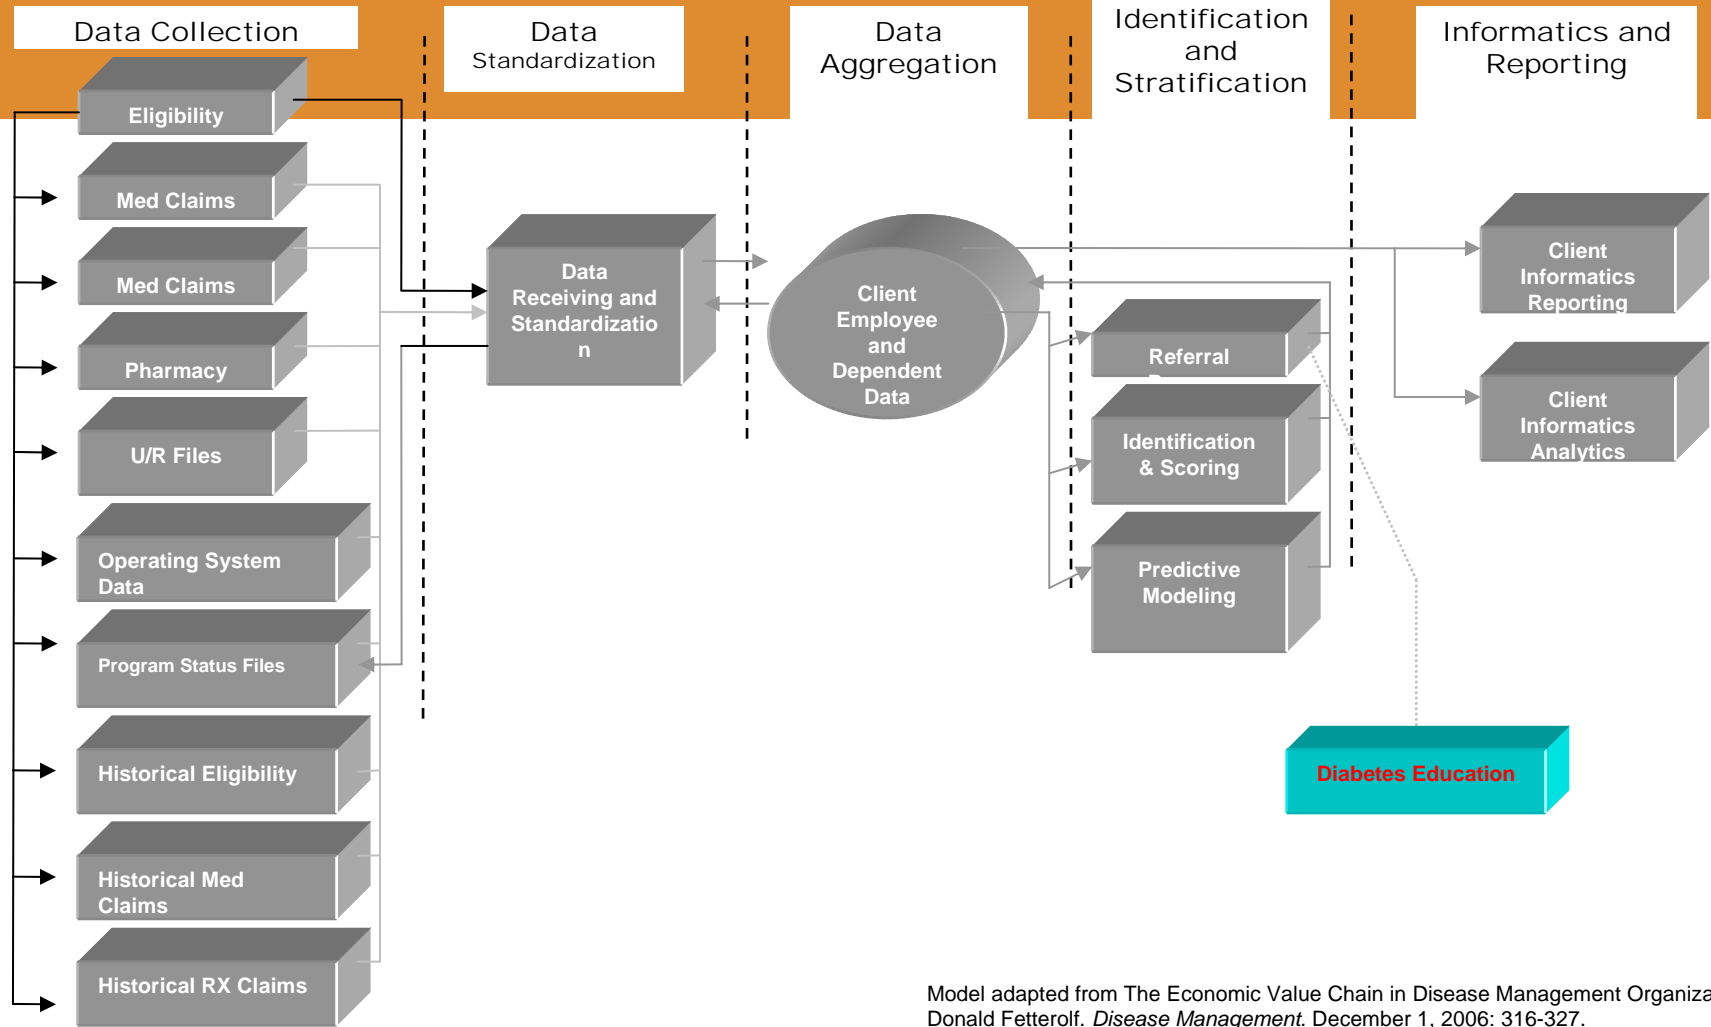 Data Collection
Data
Standardization
Data
Aggregation
Identification
and
Stratification
Informatics and
Reporting
Eligibility
Med Claims
Med Claims
Pharmacy
U/R Files
Operating System
Data
Program Status Files
Historical Eligibility
Historical Med
Claims
Historical RX Claims
Data
Receiving and
Standardizatio
n
Client
Employee
and
Dependent
Data
Referral
Identification
& Scoring
Predictive
Modeling
Client
Informatics
Reporting
Client
Informatics
Analytics
Diabetes Education
Model adapted from The Economic Value Chain in Disease Management Organiza
Donald Fetterolf. Disease Management. December 1, 2006: 316-327.